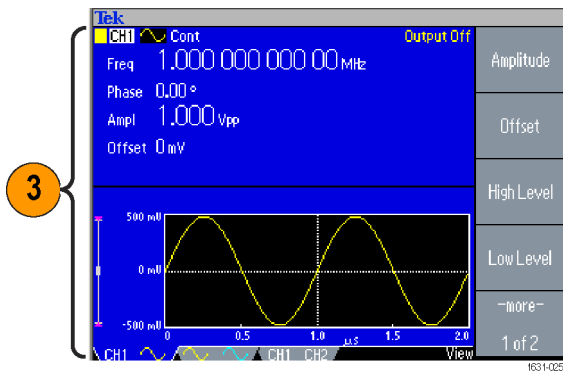 Tek
CH1 Cont Output Off
Freq 1.000 000 000 00 MHz
Phase 0.00 °
Ampl 1.000 Vpp
Offset 0 mV
Amplitude
Offset
High Level
Low Level
-more-
1 of 2
3
500 mV
0 mV
-500 mV
0 0.5 1.0 µs 1.5 2.0
CH1 CH1 CH2 View
1631-025